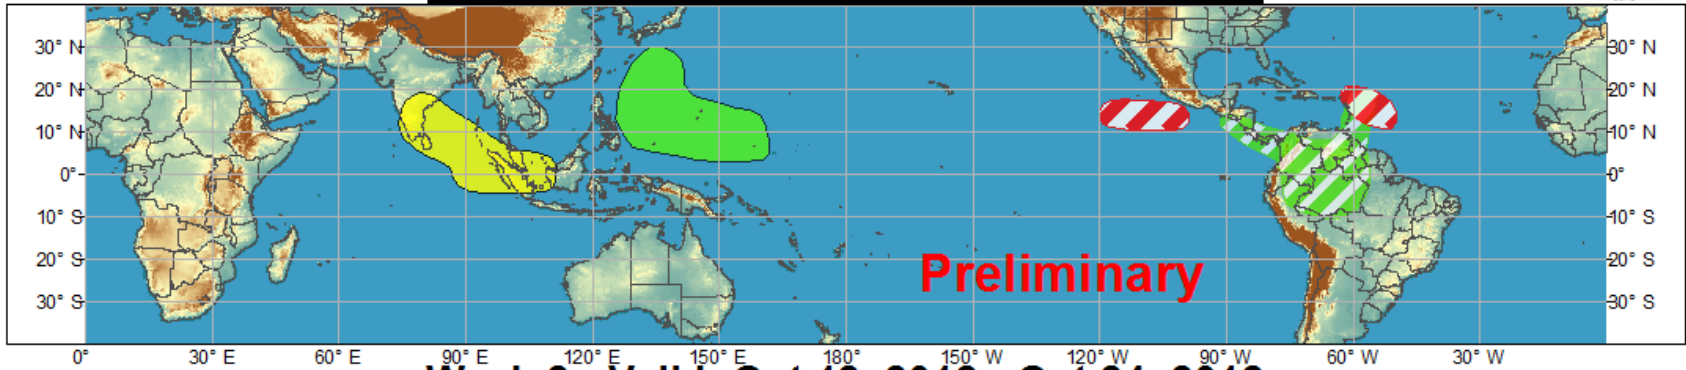 30° N 30° N
20° N 20° N
10° N 10° N
0° 0°
10° S 10° S
20° S Preliminary 20° S
30° S 30° S
0° 30° E 60° E 90° E 120° E 150° E 180° 150° W 120° W 90° W 60° W 30° W